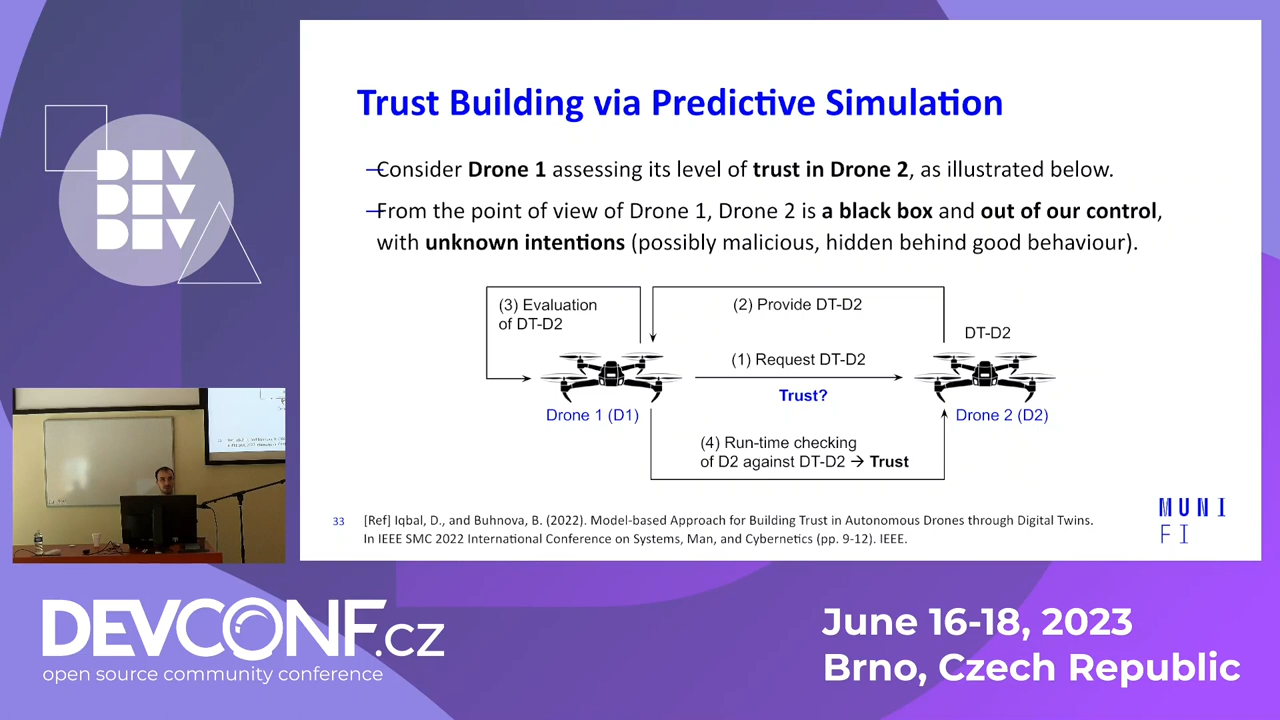 DEV
DEV
DEV
Trust Building via Predictive Simulation
—Consider Drone 1 assessing its level of trust in Drone 2, as illustrated below.
—From the point of view of Drone 1, Drone 2 is a black box and out of our control,
with unknown intentions (possibly malicious, hidden behind good behaviour).
(3) Evaluation
of DT-D2
(2) Provide DT-D2
DT-D2
(1) Request DT-D2
Trust?
Drone 1 (D1)
Drone 2 (D2)
(4) Run-time checking
of D2 against DT-D2 → Trust
33
[Ref] Iqbal, D., and Buhnova, B. (2022). Model-based Approach for Building Trust in Autonomous Drones through Digital Twins.
In IEEE SMC 2022 International Conference on Systems, Man, and Cybernetics (pp. 9-12). IEEE.
MUNI
FI
DEVCONF.cz
open source community conference
June 16-18, 2023
Brno, Czech Republic